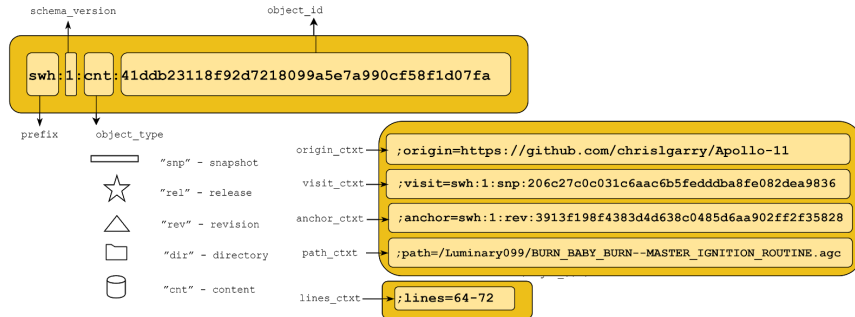 schema_version
object_id
swh:1:cnt:41ddb23118f92d7218099a5e7a990cf58f1d07fa
prefix
object_type
"snp" - snapshot
"rel" - release
"rev" - revision
"dir" - directory
"cnt" - content
origin_ctxt
;origin=https://github.com/chrislgarry/Apollo-11
visit_ctxt
;visit=swh:1:snp:206c27c0c031c6aac6b5fedddba8fe082dea9836
anchor_ctxt
;anchor=swh:1:rev:3913f198f4383d4d638c0485d6aa902ff2f35828
path_ctxt
;path=/Luminary099/BURN_BABY_BURN--MASTER_IGNITION_ROUTINE.agc
lines_ctxt
;lines=64-72